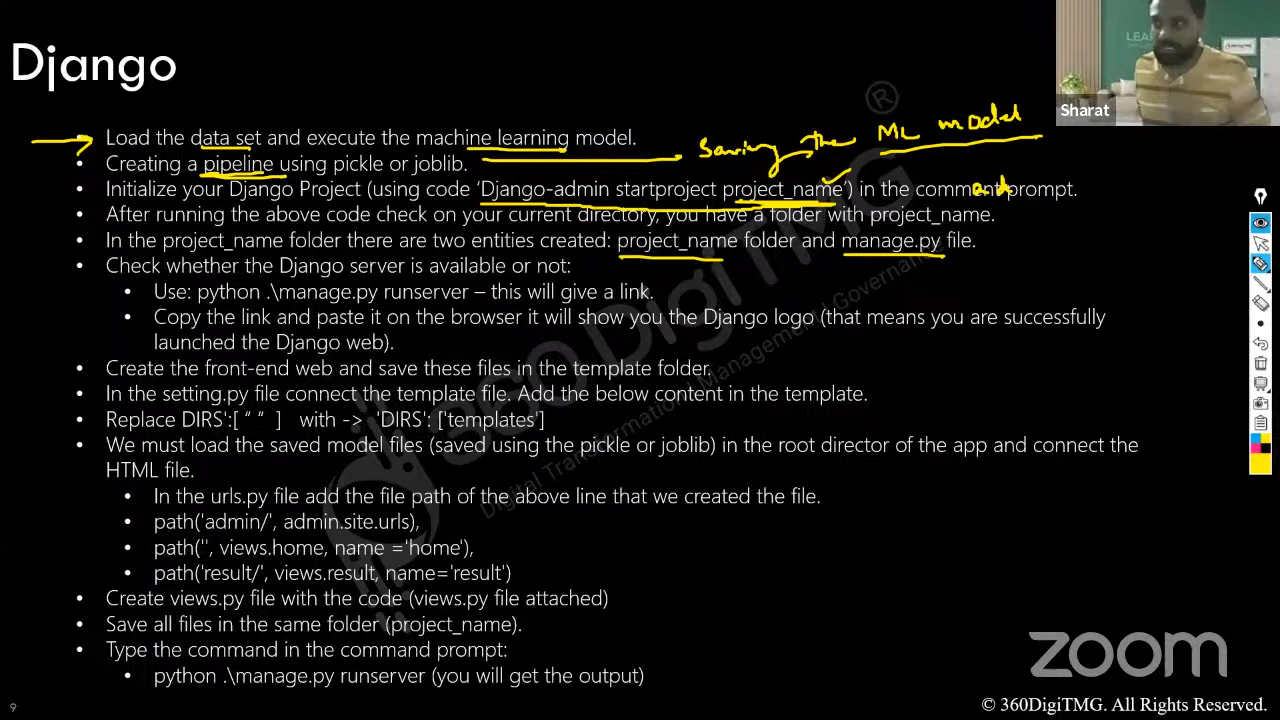 Django
LEA
Sharat
®
Load the data set and execute the machine learning model.
Saving the ML model
Creating a pipeline using pickle or joblib.
Initialize your Django Project (using code ‘Django-admin startproject project_name’) in the command prompt.
After running the above code check on your current directory, you have a folder with project_name.
In the project_name folder there are two entities created: project_name folder and manage.py file.
Check whether the Django server is available or not:
Use: python .\manage.py runserver – this will give a link.
Copy the link and paste it on the browser it will show you the Django logo (that means you are successfully
launched the Django web).
Create the front-end web and save these files in the template folder.
In the setting.py file connect the template file. Add the below content in the template.
Replace DIRS':[ “ “ ] with -> 'DIRS': ['templates']
We must load the saved model files (saved using the pickle or joblib) in the root director of the app and connect the
HTML file.
In the urls.py file add the file path of the above line that we created the file.
path('admin/', admin.site.urls),
path('', views.home, name ='home'),
path('result/', views.result, name='result')
Create views.py file with the code (views.py file attached)
Save all files in the same folder (project_name).
Type the command in the command prompt:
python .\manage.py runserver (you will get the output)
360DigiTMG
Digital Transformation, Management, Governance
zoom
9
© 360DigiTMG. All Rights Reserved.